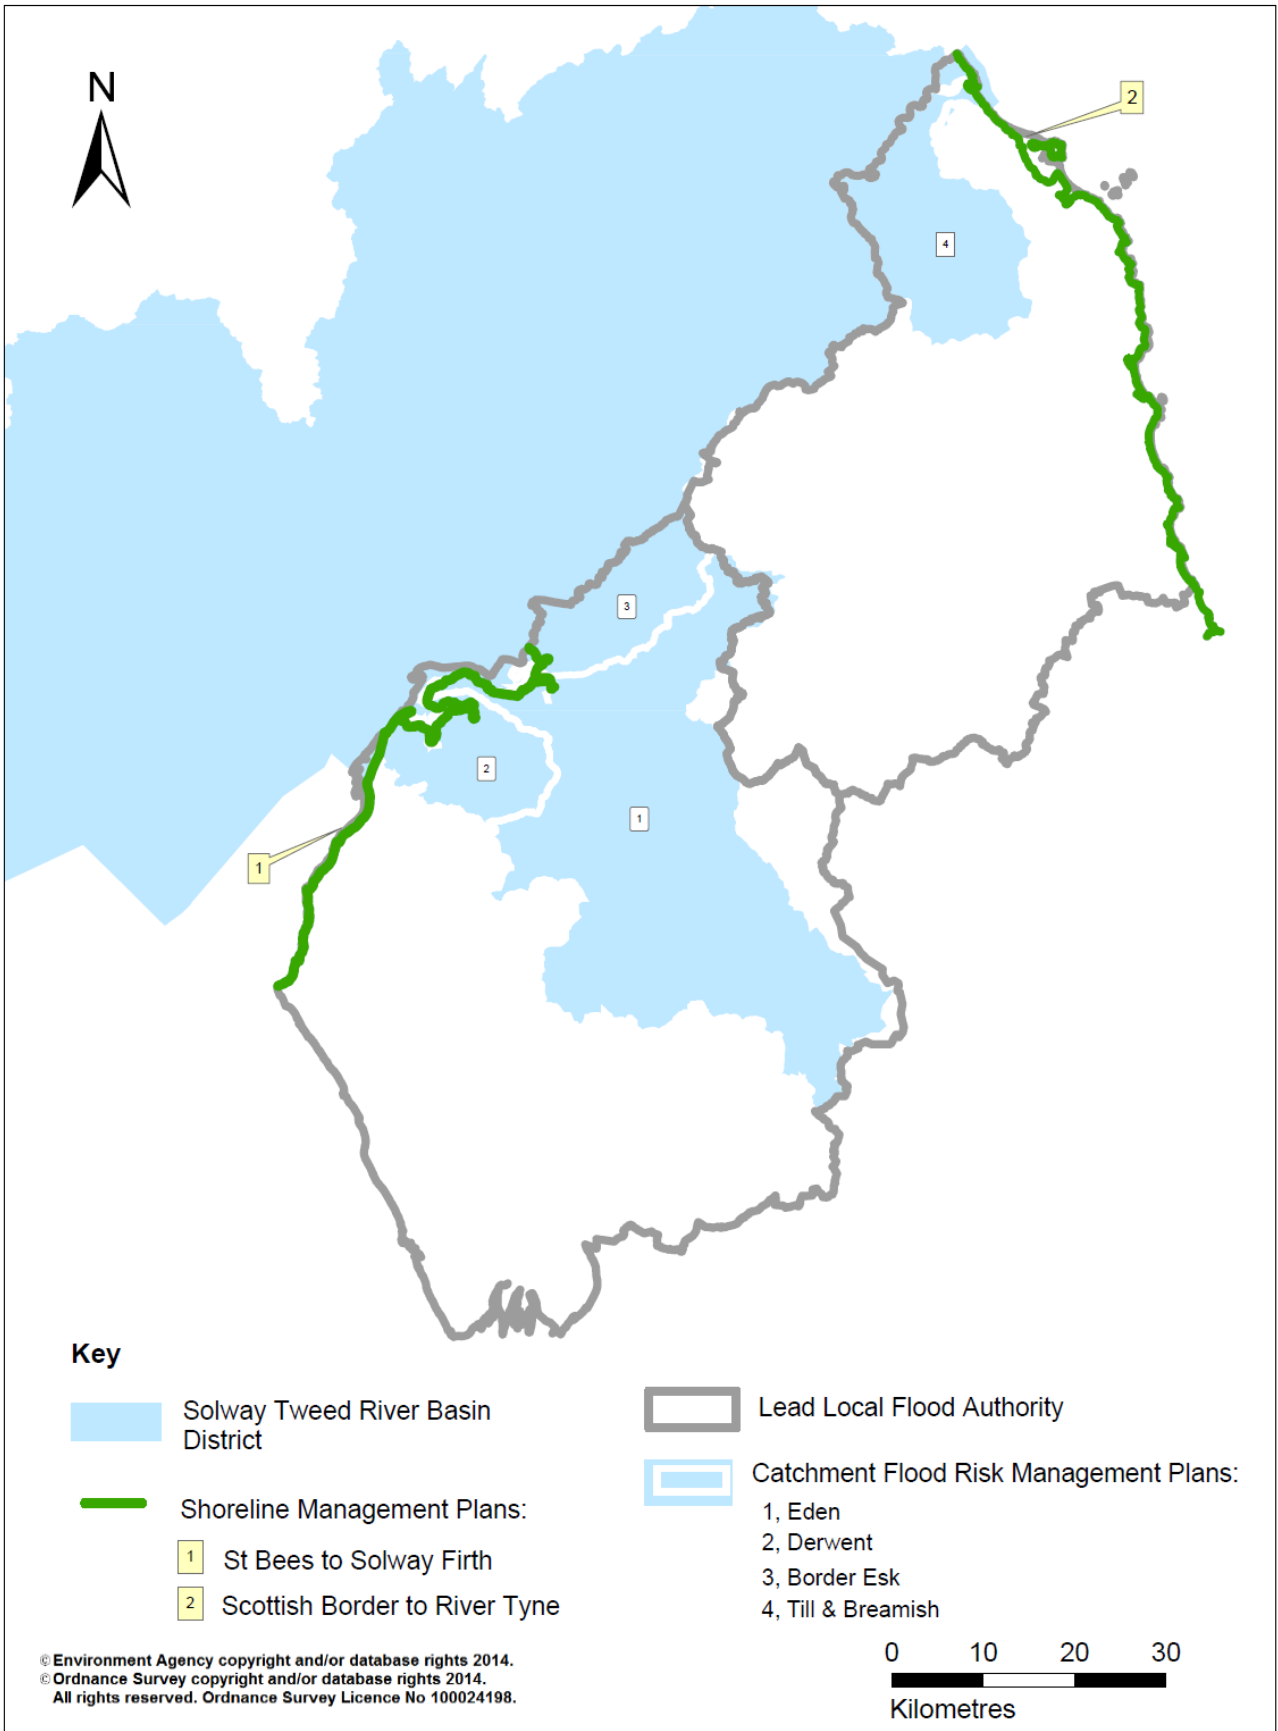 N
2
4
3
2
1
1
Key
Solway Tweed River Basin
District
Shoreline Management Plans:
1 St Bees to Solway Firth
2 Scottish Border to River Tyne
Lead Local Flood Authority
Catchment Flood Risk Management Plans:
1, Eden
2, Derwent
3, Border Esk
4, Till & Breamish
© Environment Agency copyright and/or database rights 2014.
© Ordnance Survey copyright and/or database rights 2014.
All rights reserved. Ordnance Survey Licence No 100024198.
0 10 20 30
Kilometres